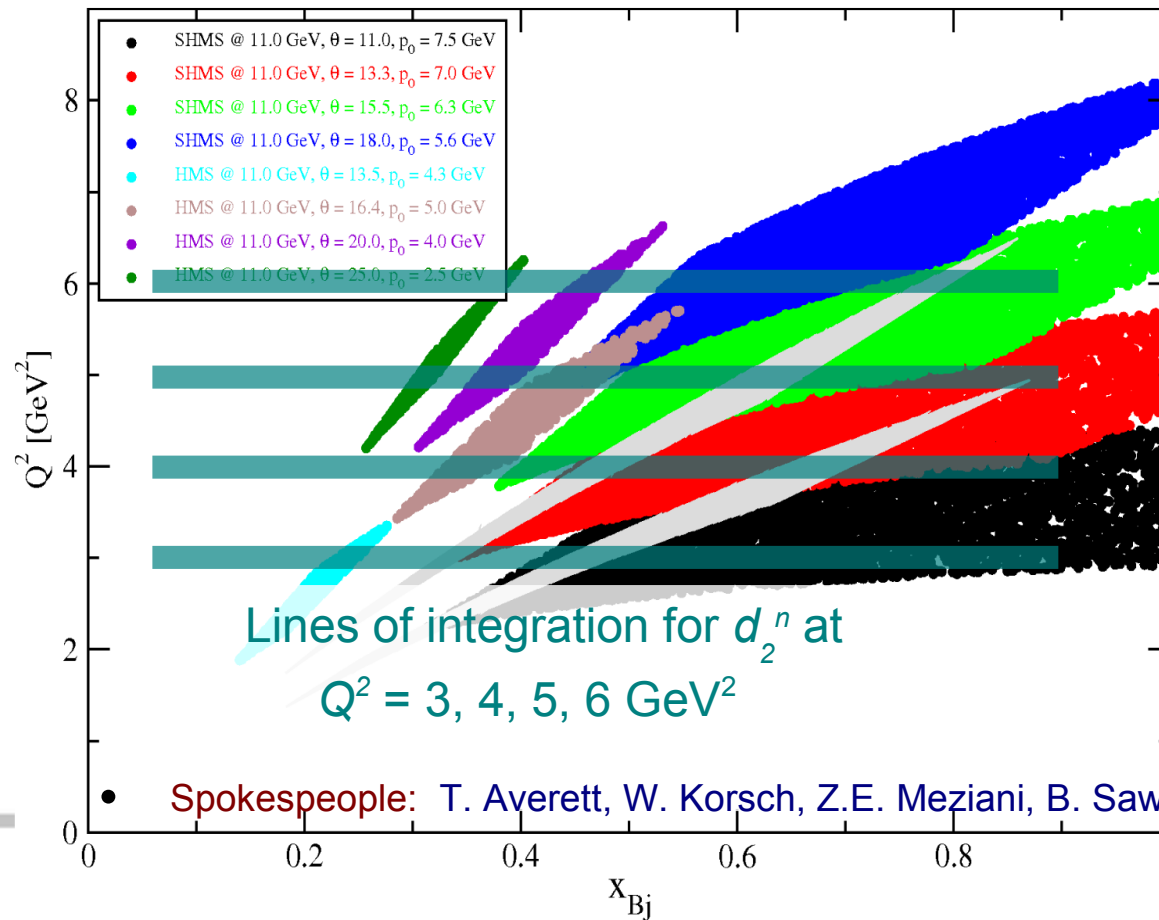 SHMS @ 11.0 GeV, θ = 11.0, p₀ = 7.5 GeV
SHMS @ 11.0 GeV, θ = 13.3, p₀ = 7.0 GeV
SHMS @ 11.0 GeV, θ = 15.5, p₀ = 6.3 GeV
SHMS @ 11.0 GeV, θ = 18.0, p₀ = 5.6 GeV
HMS @ 11.0 GeV, θ = 13.5, p₀ = 4.3 GeV
HMS @ 11.0 GeV, θ = 16.4, p₀ = 5.0 GeV
HMS @ 11.0 GeV, θ = 20.0, p₀ = 4.0 GeV
HMS @ 11.0 GeV, θ = 25.0, p₀ = 2.5 GeV
8
6
4
2
0
Q² [GeV²]
Lines of integration for d₂ⁿ at
Q² = 3, 4, 5, 6 GeV²
• Spokespeople: T. Averett, W. Korsch, Z.E. Meziani, B. Saw
0 0.2 0.4 0.6 0.8
x_Bj